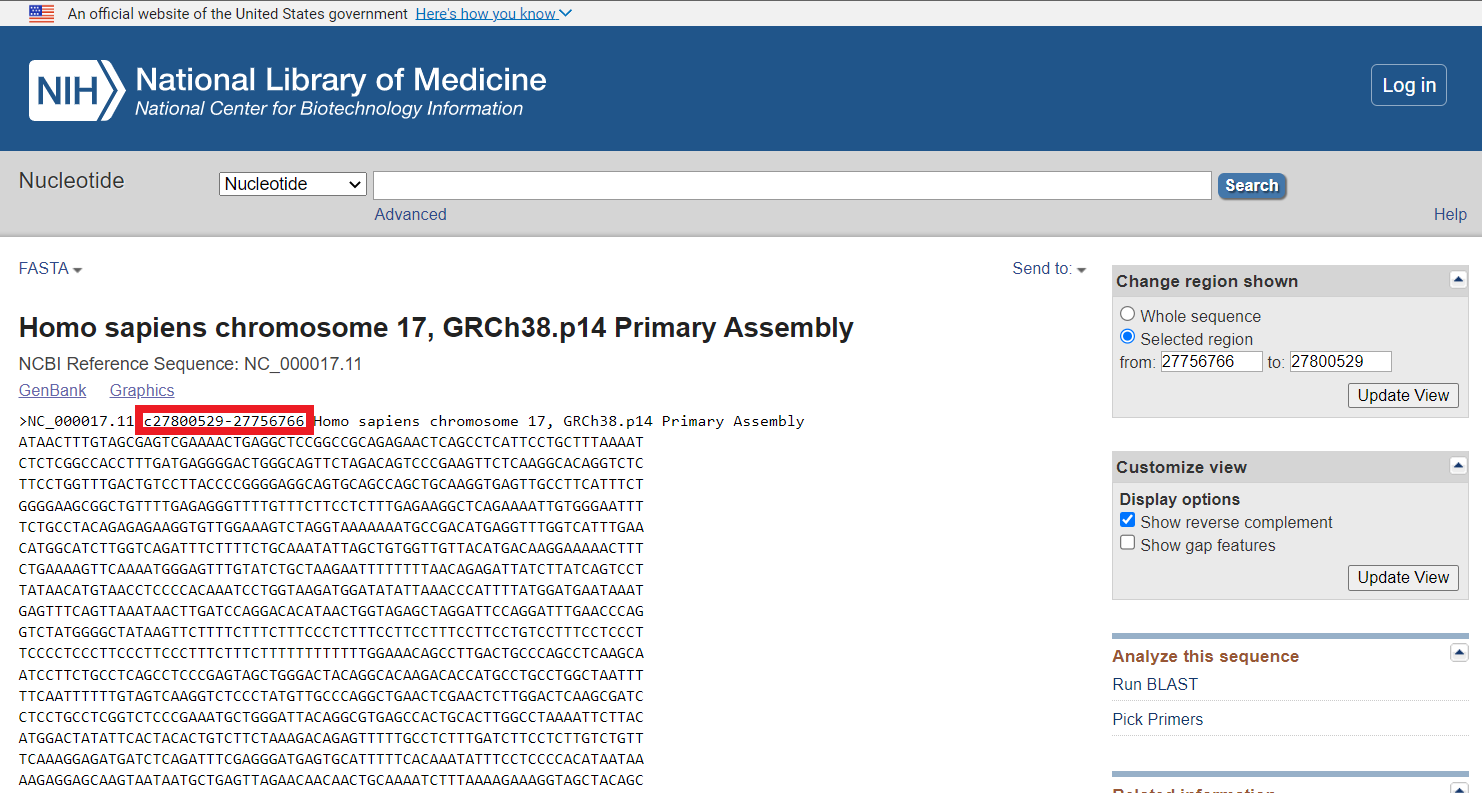 An official website of the United States government Here's how you know
NIH National Library of Medicine
National Center for Biotechnology Information
Log in
Nucleotide
Nucleotide
Search
Advanced
Help
FASTA
Send to:
Homo sapiens chromosome 17, GRCh38.p14 Primary Assembly
NCBI Reference Sequence: NC_000017.11
GenBank Graphics
>NC_000017.11 c27800529-27756766 Homo sapiens chromosome 17, GRCh38.p14 Primary Assembly
ATAACTTTGTAGCGAGTCGAAAACTGAGGCTCCGGCCGCAGAGAACTCAGCCTCATTCCTGCTTTAAAAT
CTCTCGGCCACCTTTGATGAGGGGACTGGGCAGTTCTAGACAGTCCCGAAGTTCTCAAGGCACAGGTCTC
TTCCTGGTTTGACTGTCCTTACCCCGGGGAGGCAGTGCAGCCAGCTGCAAGGTGAGTTGCCTTCATTTCT
GGGGAAGCGGCTGTTTTGAGAGGGTTTTGTTTCTTCCTCTTTGAGAAGGCTCAGAAAATTGTGGGAATTT
TCTGCCTACAGAGAGAAGGTGTTGGAAAGTCTAGGTAAAAAAATGCCGACATGAGGTTTGGTCATTTGAA
CATGGCATCTTGGTCAGATTTCTTTTCTGCAAATATTAGCTGTGGTTGTTACATGACAAGGAAAAACTTT
CTGAAAAGTTCAAAATGGGAGTTTGTATCTGCTAAGAATTTTTTTTAACAGAGATTATCTTATCAGTCCT
TATAACATGTAACCTCCCCACAAATCCTGGTAAGATGGATATATTAAACCCATTTTATGGATGAATAAAT
GAGTTTCAGTTAAATAACTTGATCCAGGACACATAACTGGTAGAGCTAGGATTCCAGGATTTGAACCCAG
GTCTATGGGGCTATAAGTTCTTTTCTTTCTTTCCCTCTTTCCTTCCTTTCCTTCCTGTCCTTTCCTCCCT
TCCCCTCCCTTCCCTTCCCTTTCTTTCTTTTTTTTTTTTGGAAACAGCCTTGACTGCCCAGCCTCAAGCA
ATCCTTCTGCCTCAGCCTCCCGAGTAGCTGGGACTACAGGCACAAGACACCATGCCTGCCTGGCTAATTT
TTCAATTTTTTGTAGTCAAGGTCTCCCTATGTTGCCCAGGCTGAACTCGAACTCTTGGACTCAAGCGATC
CTCCTGCCTCGGTCTCCCGAAATGCTGGGATTACAGGCGTGAGCCACTGCACTTGGCCTAAAATTCTTAC
ATGGACTATATTCACTACACTGTCTTCTAAAGACAGAGTTTTTGCCTCTTTGATCTTCCTCTTGTCTGTT
TCAAAGGAGATGATCTCAGATTTCGAGGGATGAGTGCATTTTTCACAAATATTTCCTCCCCACATAATAA
AAGAGGAGCAAGTAATAATGCTGAGTTAGAACAACAACTGCAAAATCTTTAAAAGAAAGGTAGCTACAGC
Change region shown
Whole sequence
Selected region
from: 27756766 to: 27800529
Update View
Customize view
Display options
Show reverse complement
Show gap features
Update View
Analyze this sequence
Run BLAST
Pick Primers
Related information